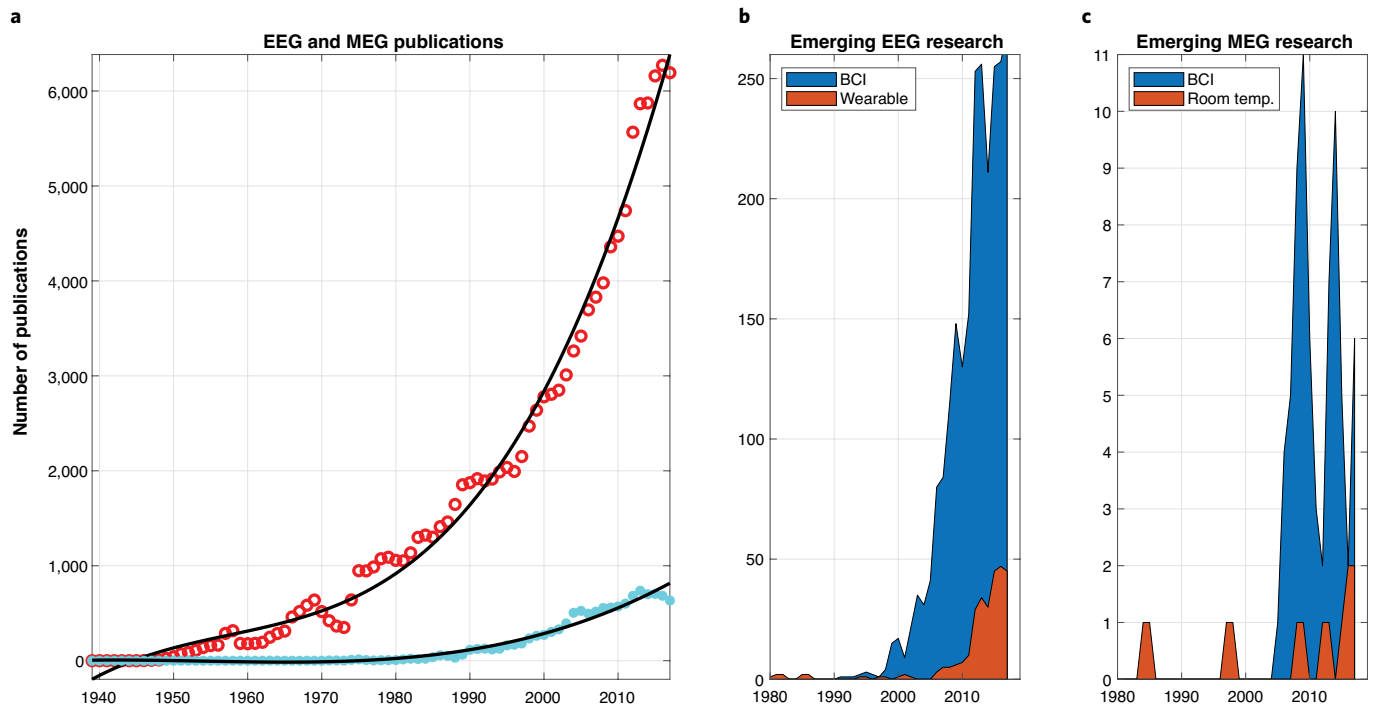 a
EEG and MEG publications
Number of publications
6,000
5,000
4,000
3,000
2,000
1,000
0
1940 1950 1960 1970 1980 1990 2000 2010
b
Emerging EEG research
BCI
Wearable
250
200
150
100
50
0
1980 1990 2000 2010
c
Emerging MEG research
BCI
Room temp.
11
10
9
8
7
6
5
4
3
2
1
0
1980 1990 2000 2010